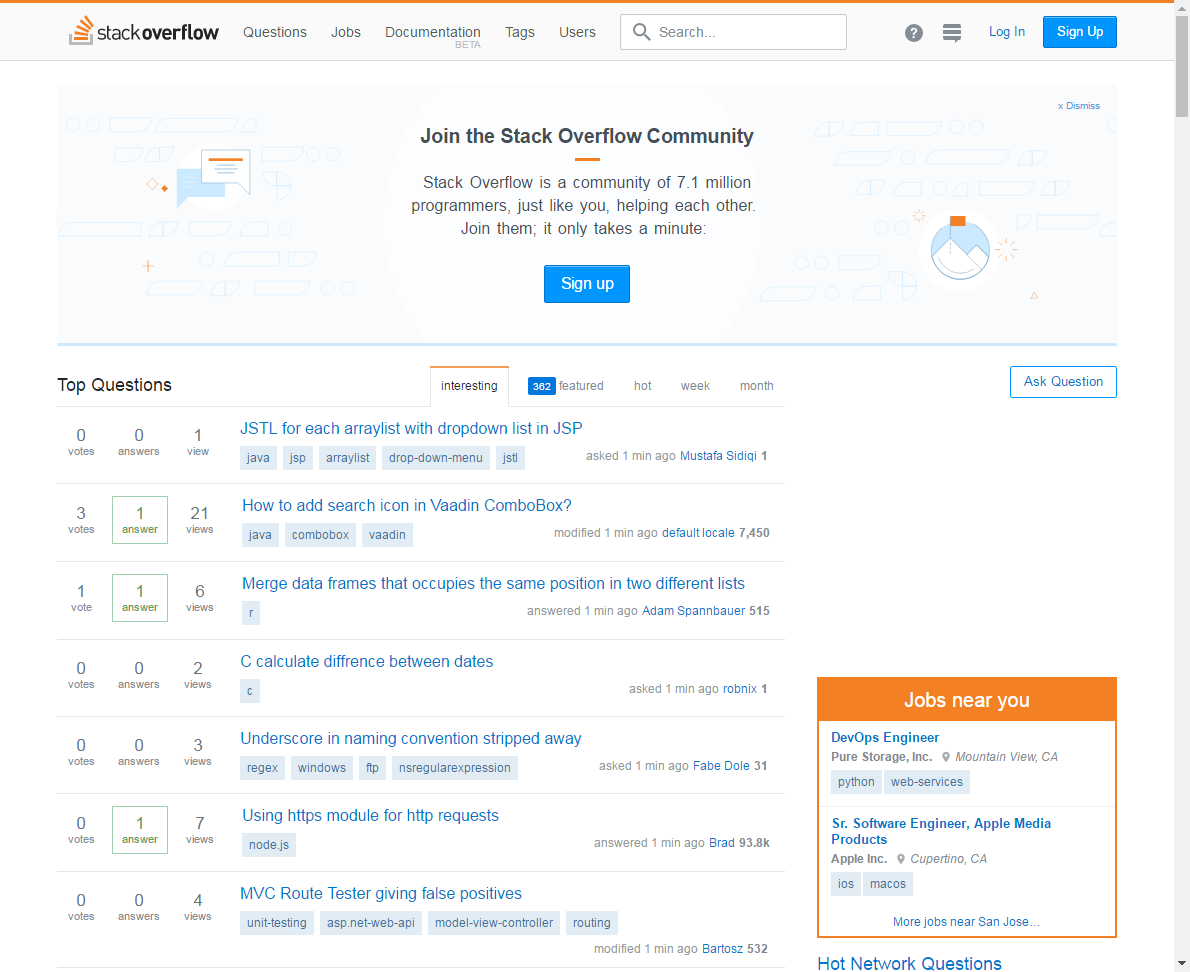 stackoverflow Questions Jobs Documentation Tags Users Search... ? Log In Sign Up
BETA
x Dismiss
Join the Stack Overflow Community
Stack Overflow is a community of 7.1 million
programmers, just like you, helping each other.
Join them; it only takes a minute:
Sign up
Top Questions interesting 362 featured hot week month
Ask Question
0 votes 0 answers 1 view
JSTL for each arraylist with dropdown list in JSP
java jsp arraylist drop-down-menu jstl
asked 1 min ago Mustafa Sidiqi 1
3 votes 1 answer 21 views
How to add search icon in Vaadin ComboBox?
java combobox vaadin
modified 1 min ago default locale 7,450
1 vote 1 answer 6 views
Merge data frames that occupies the same position in two different lists
r
answered 1 min ago Adam Spannbauer 515
0 votes 0 answers 2 views
C calculate diffrence between dates
c
asked 1 min ago robnix 1
0 votes 0 answers 3 views
Underscore in naming convention stripped away
regex windows ftp nsregularexpression
asked 1 min ago Fabe Dole 31
0 votes 1 answer 7 views
Using https module for http requests
node.js
answered 1 min ago Brad 93.8k
0 votes 0 answers 4 views
MVC Route Tester giving false positives
unit-testing asp.net-web-api model-view-controller routing
modified 1 min ago Bartosz 532
Jobs near you
DevOps Engineer
Pure Storage, Inc. Mountain View, CA
python web-services
Sr. Software Engineer, Apple Media
Products
Apple Inc. Cupertino, CA
ios macos
More jobs near San Jose...
Hot Network Questions